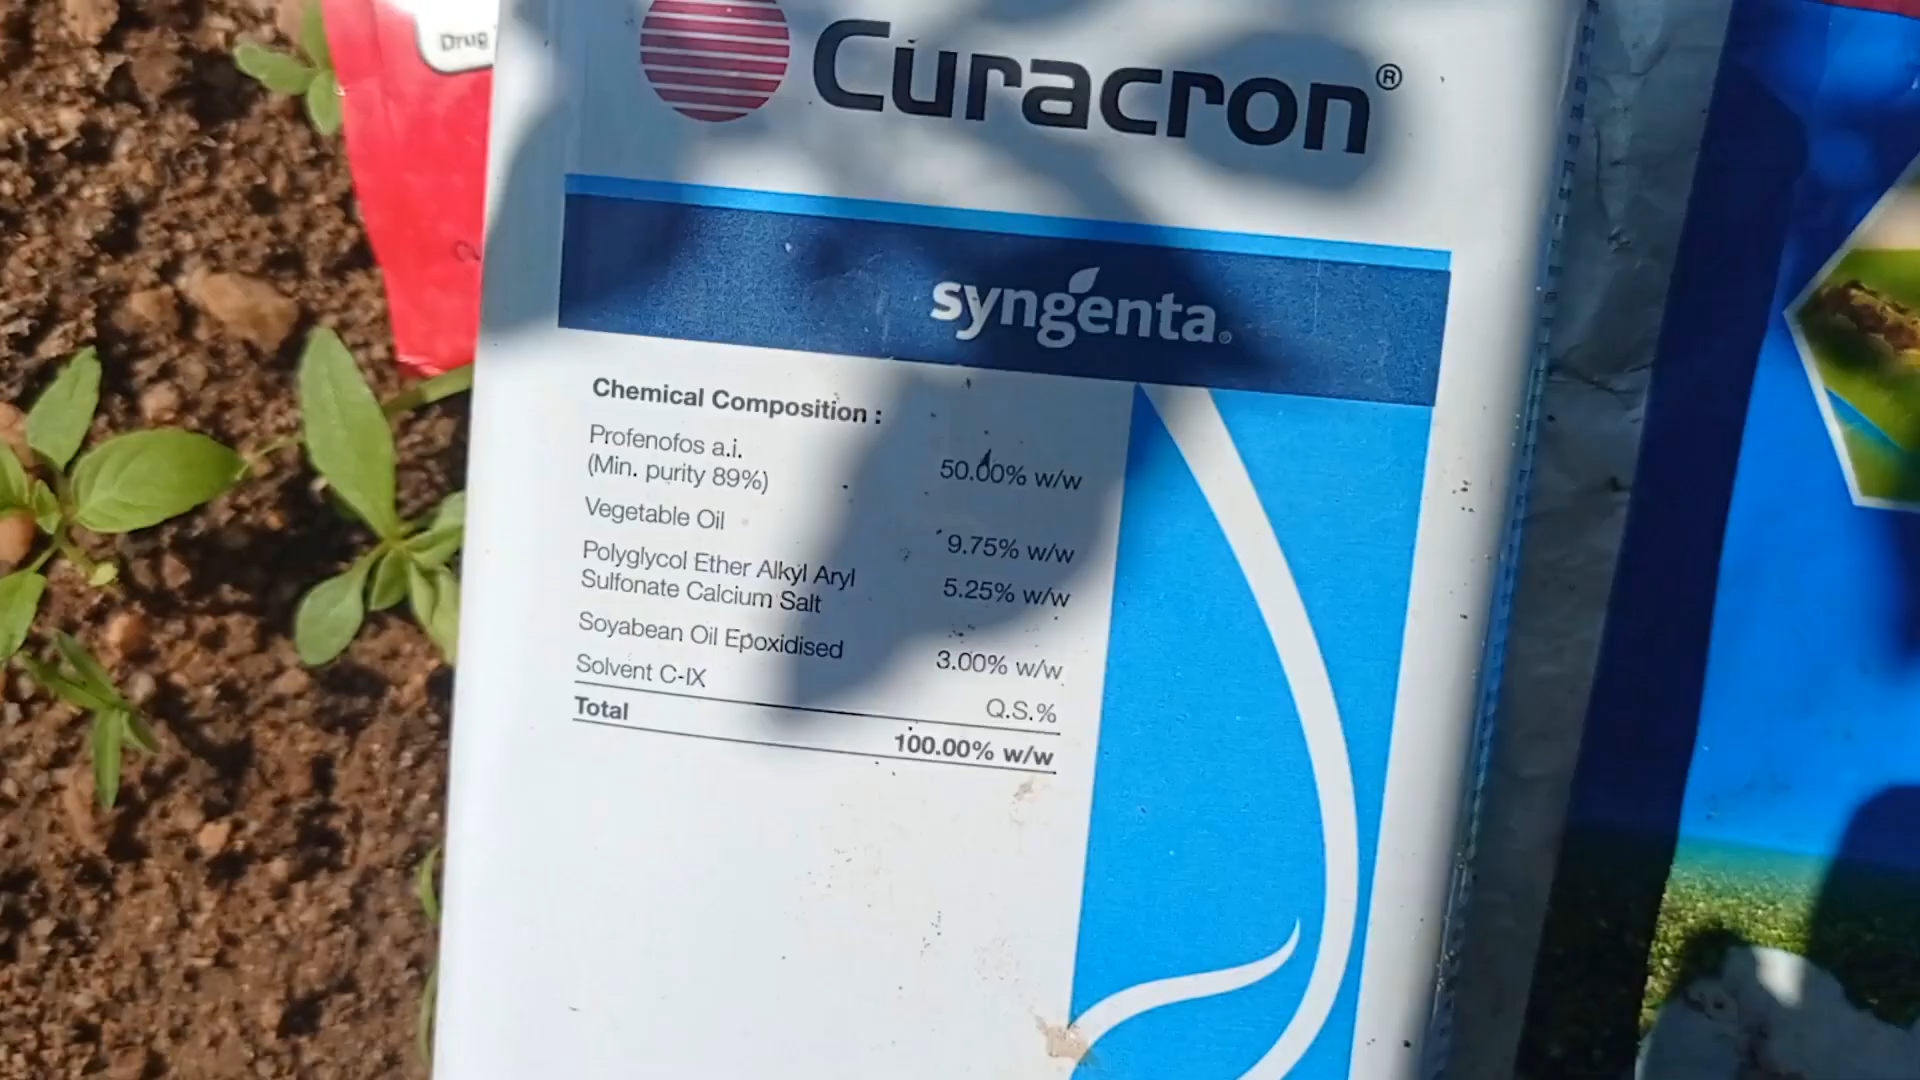 Drug
Curacron®
syngenta®
Chemical Composition :
Profenofos a.i.
(Min. purity 89%) 50.00% w/w
Vegetable Oil 9.75% w/w
Polyglycol Ether Alkyl Aryl
Sulfonate Calcium Salt 5.25% w/w
Soyabean Oil Epoxidised 3.00% w/w
Solvent C-IX Q.S.%
Total 100.00% w/w